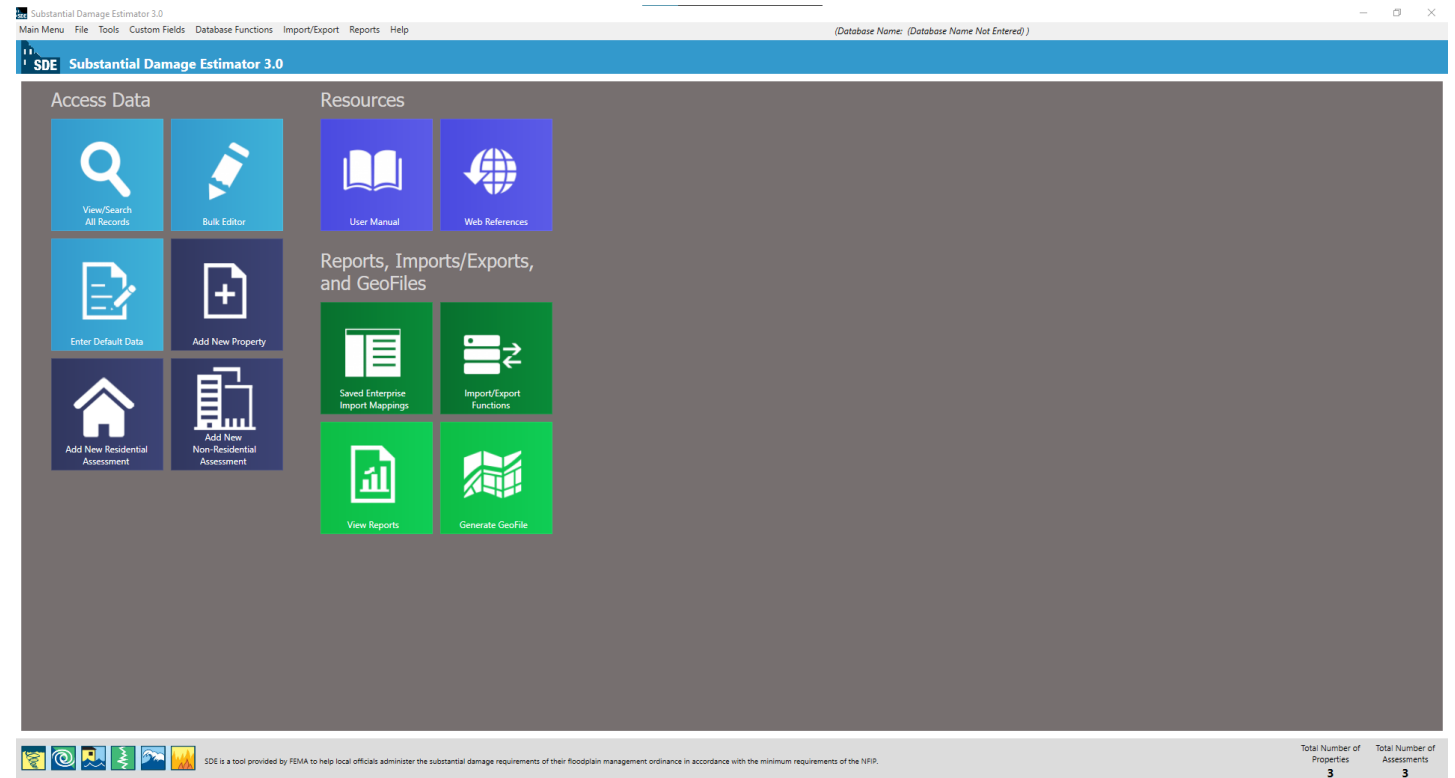 SDE Substantial Damage Estimator 3.0
Main Menu File Tools Custom Fields Database Functions Import/Export Reports Help
(Database Name: (Database Name Not Entered) )
SDE Substantial Damage Estimator 3.0
Access Data
View/Search
All Records
Bulk Editor
Enter Default Data
Add New Property
Add New Residential
Assessment
Add New
Non-Residential
Assessment
Resources
User Manual
Web References
Reports, Imports/Exports,
and GeoFiles
Saved Enterprise
Import Mappings
Import/Export
Functions
View Reports
Generate GeoFile
SDE is a tool provided by FEMA to help local officials administer the substantial damage requirements of their floodplain management ordinance in accordance with the minimum requirements of the NFIP.
Total Number of
Properties
3
Total Number of
Assessments
3